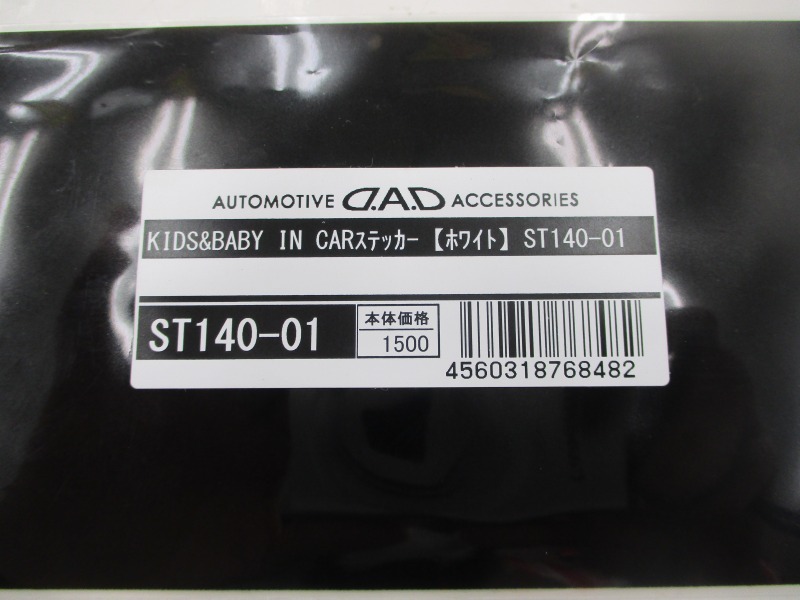 AUTOMOTIVE D.A.D ACCESSORIES
KIDS&BABY IN CARステッカー【ホワイト】ST140-01
ST140-01
本体価格
1500
4560318768482